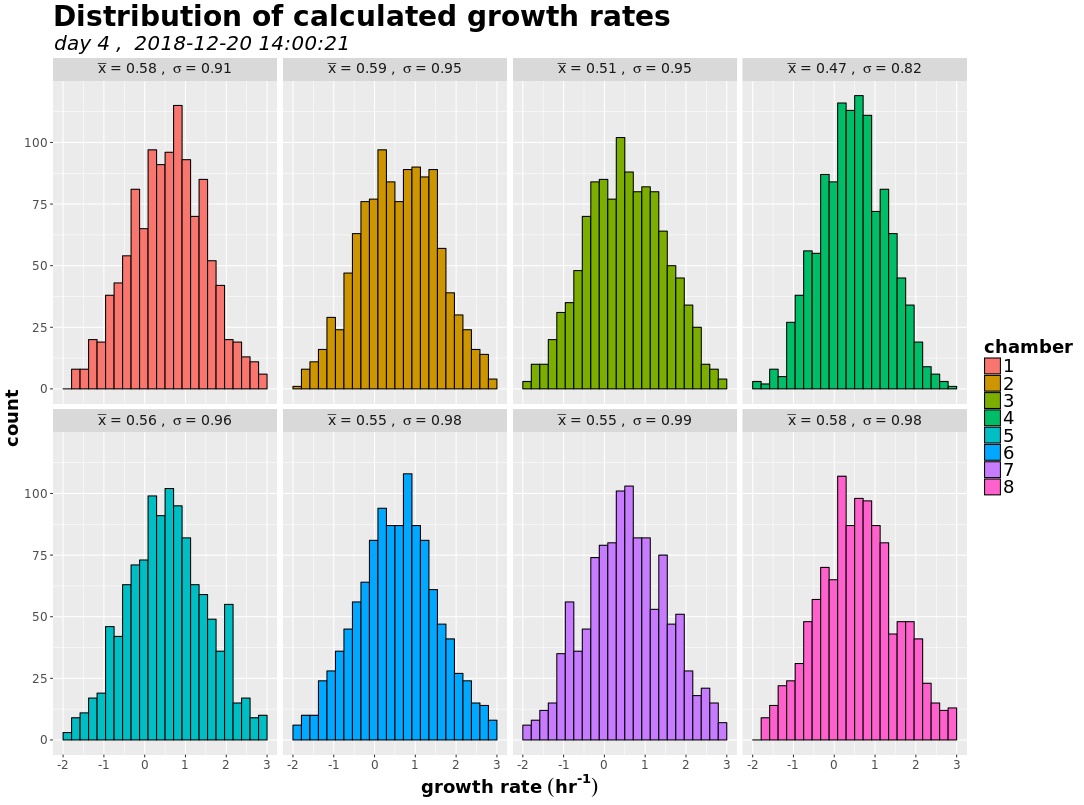 Distribution of calculated growth rates
day 4 ,  2018-12-20 14:00:21
x̅ = 0.58 ,  σ = 0.91
x̅ = 0.59 ,  σ = 0.95
x̅ = 0.51 ,  σ = 0.95
x̅ = 0.47 ,  σ = 0.82
100
75
50
25
0
x̅ = 0.56 ,  σ = 0.96
x̅ = 0.55 ,  σ = 0.98
x̅ = 0.55 ,  σ = 0.99
x̅ = 0.58 ,  σ = 0.98
100
75
50
25
0
-2 -1 0 1 2 3
-2 -1 0 1 2 3
-2 -1 0 1 2 3
-2 -1 0 1 2 3
growth rate (hr⁻¹)
count
chamber
1
2
3
4
5
6
7
8